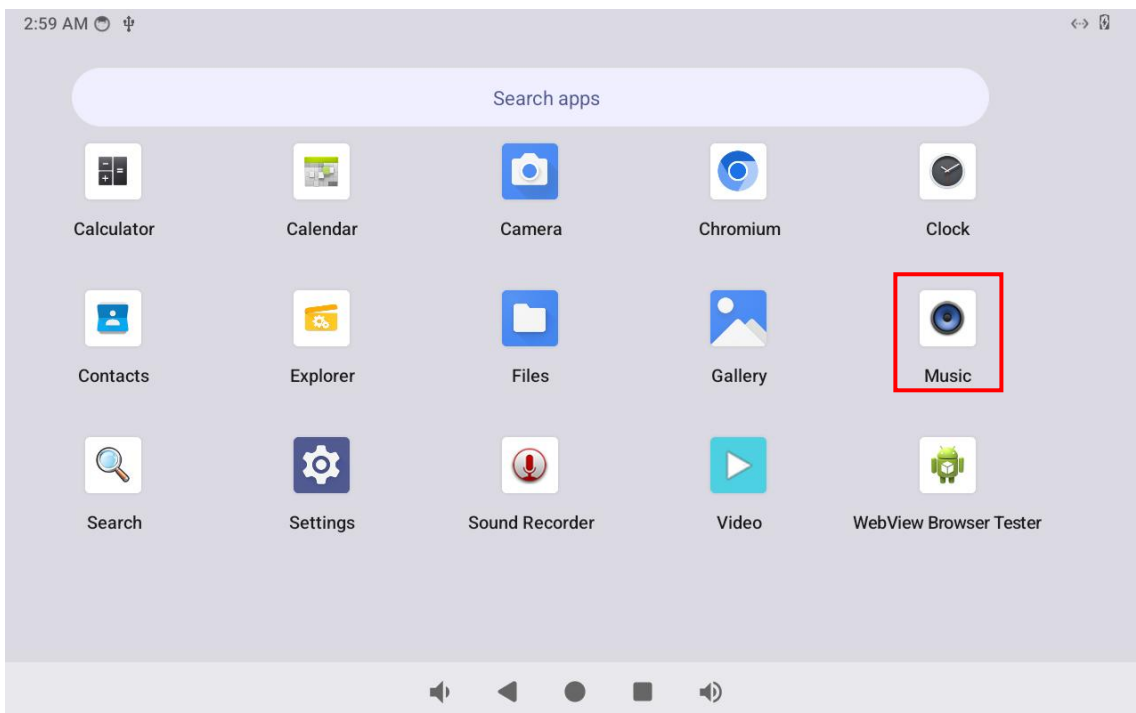 2:59 AM
Search apps
Calculator Calendar Camera Chromium Clock
Contacts Explorer Files Gallery Music
Search Settings Sound Recorder Video WebView Browser Tester